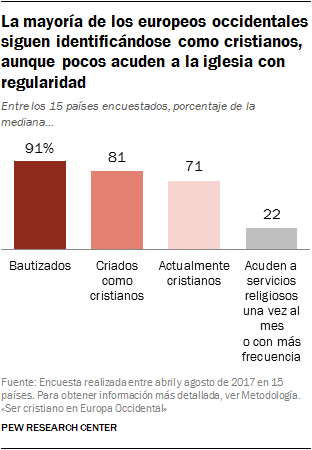 La mayoría de los europeos occidentales
siguen identificándose como cristianos,
aunque pocos acuden a la iglesia con
regularidad
Entre los 15 países encuestados, porcentaje de la
mediana...
91%
81
71
22
Bautizados
Criados
como
cristianos
Actualmente
cristianos
Acuden a
servicios
religiosos
una vez al
mes
o con más
frecuencia
Fuente: Encuesta realizada entre abril y agosto de 2017 en 15
países. Para obtener información más detallada, ver Metodología.
«Ser cristiano en Europa Occidental»
PEW RESEARCH CENTER